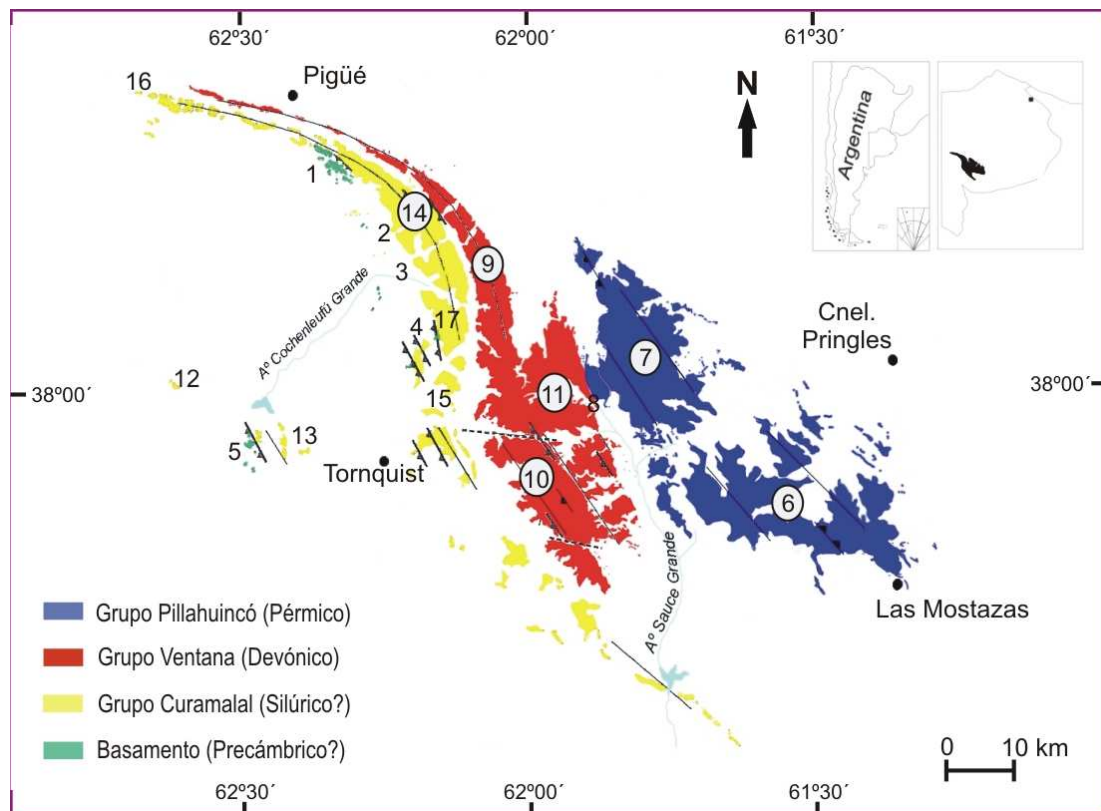 62º30´
62º00´
61º30´
16
Pigüé
N
Argentina
1
14
2
9
3
Aº Cochenleufú Grande
17
4
7
Cnel.
Pringles
12
38º00´
11
8
38º00´
15
5
13
Tornquist
10
6
Aº Sauce Grande
Las Mostazas
Grupo Pillahuincó (Pérmico)
Grupo Ventana (Devónico)
Grupo Curamalal (Silúrico?)
Basamento (Precámbrico?)
0
10 km
62º30´
62º00´
61º30´